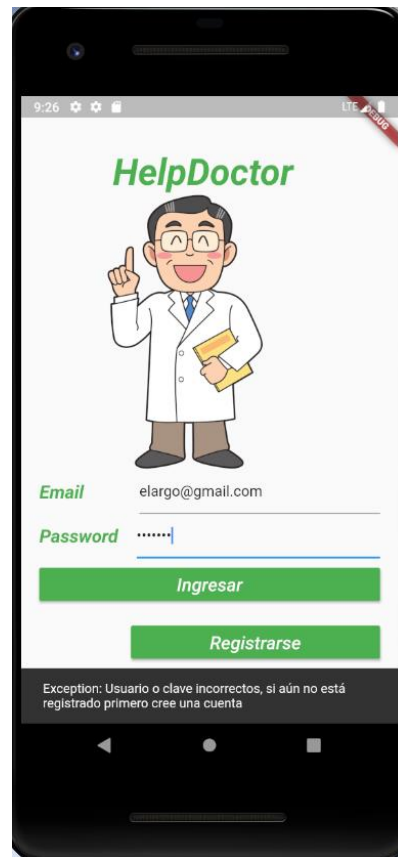 9:26
LTE
DEBUG
HelpDoctor
Email
elargo@gmail.com
Password
•••••••
Ingresar
Registrarse
Exception: Usuario o clave incorrectos, si aún no está
registrado primero cree una cuenta